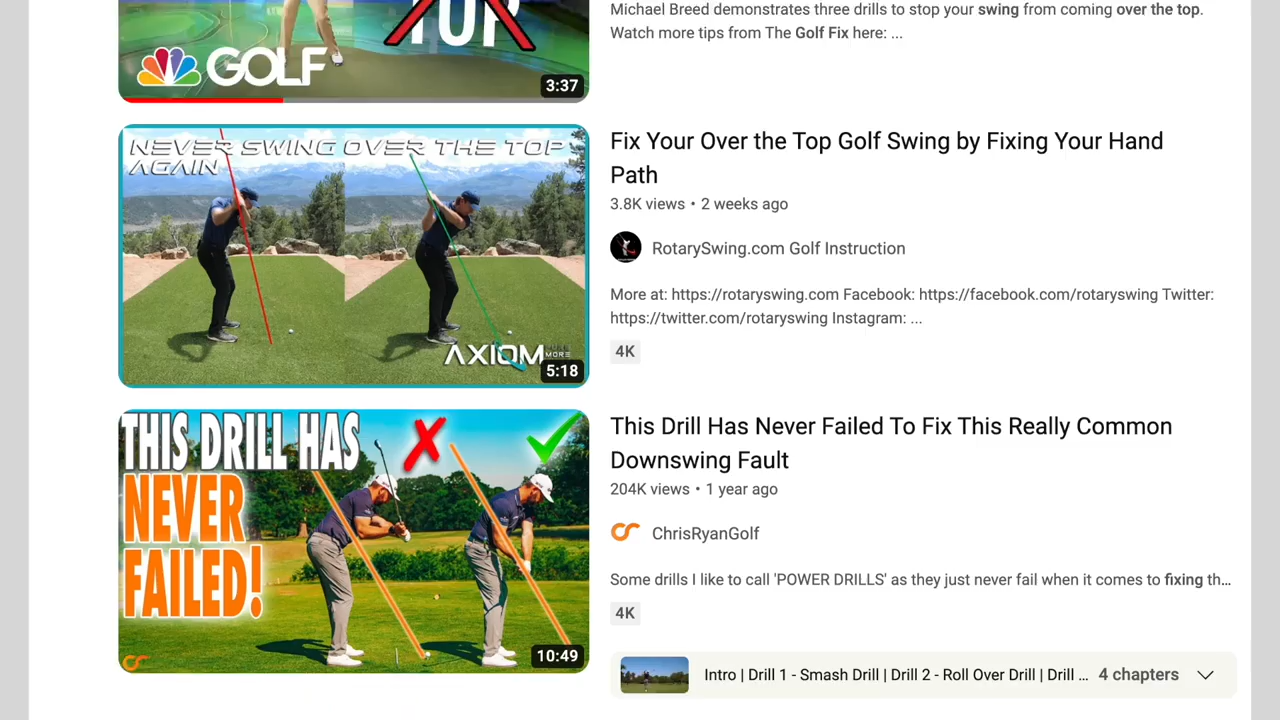 TOP
GOLF
3:37
Michael Breed demonstrates three drills to stop your swing from coming over the top.
Watch more tips from The Golf Fix here: ...
NEVER SWING OVER THE TOP
AGAIN
AXIOM
MORE
5:18
Fix Your Over the Top Golf Swing by Fixing Your Hand
Path
3.8K views • 2 weeks ago
RotarySwing.com Golf Instruction
More at: https://rotaryswing.com Facebook: https://facebook.com/rotaryswing Twitter:
https://twitter.com/rotaryswing Instagram: ...
4K
THIS DRILL HAS
NEVER
FAILED!
10:49
This Drill Has Never Failed To Fix This Really Common
Downswing Fault
204K views • 1 year ago
ChrisRyanGolf
Some drills I like to call 'POWER DRILLS' as they just never fail when it comes to fixing th...
4K
Intro | Drill 1 - Smash Drill | Drill 2 - Roll Over Drill | Drill ... 4 chapters